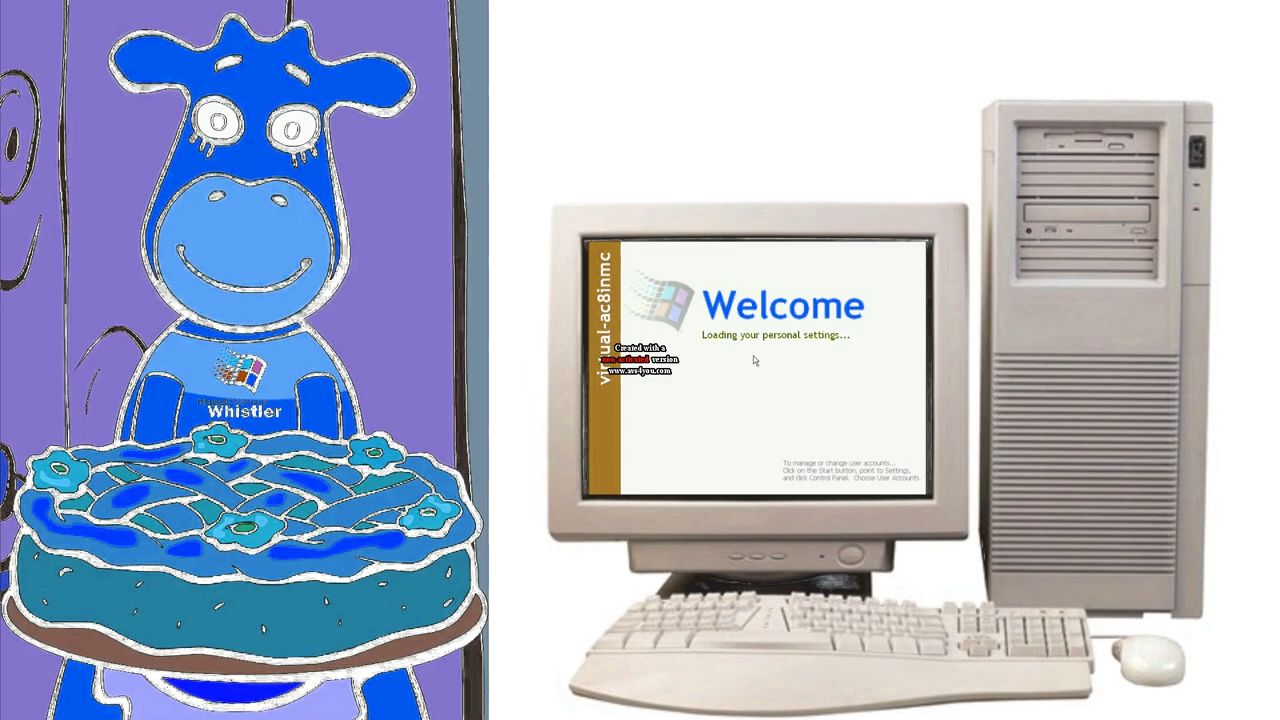 Whistler
virtual-ac8inmc
Welcome
Loading your personal settings...
Created with a
non-activated version
www.avs4you.com
To manage or change user accounts...
Click on the Start button, point to Settings,
and click Control Panel. Choose User Accounts.